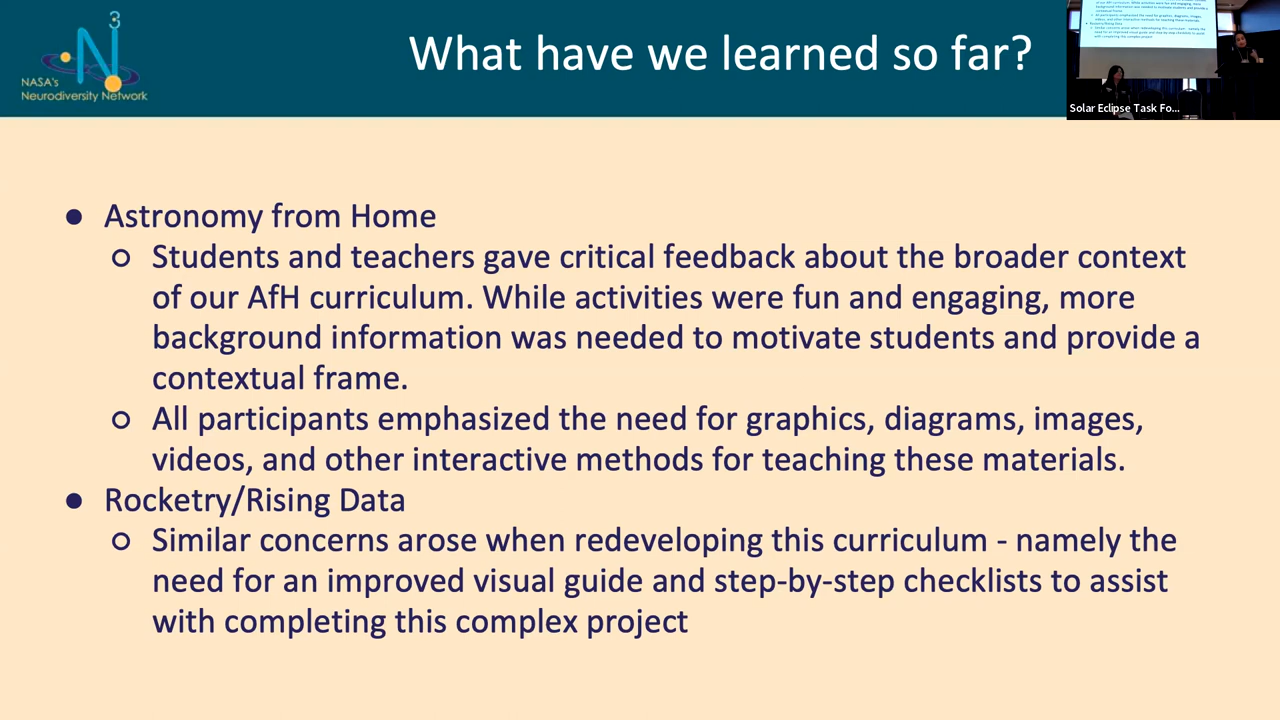 3
N
NASA's
Neurodiversity Network
What have we learned so far?
Solar Eclipse Task Fo...
● Astronomy from Home
○ Students and teachers gave critical feedback about the broader context
of our AfH curriculum. While activities were fun and engaging, more
background information was needed to motivate students and provide a
contextual frame.
○ All participants emphasized the need for graphics, diagrams, images,
videos, and other interactive methods for teaching these materials.
● Rocketry/Rising Data
○ Similar concerns arose when redeveloping this curriculum - namely the
need for an improved visual guide and step-by-step checklists to assist
with completing this complex project